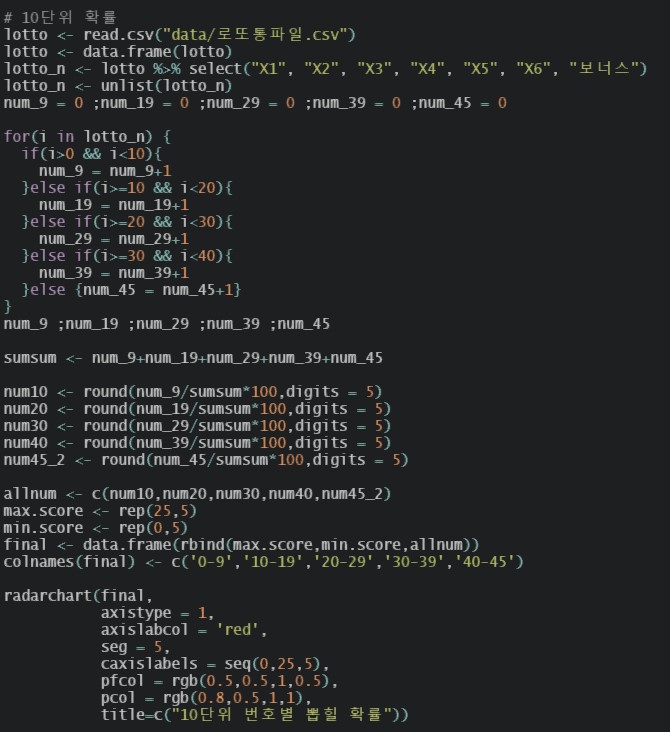 # 10단위 확률
lotto <- read.csv("data/로또통파일.csv")
lotto <- data.frame(lotto)
lotto_n <- lotto %>% select("X1", "X2", "X3", "X4", "X5", "X6", "보너스")
lotto_n <- unlist(lotto_n)
num_9 = 0 ;num_19 = 0 ;num_29 = 0 ;num_39 = 0 ;num_45 = 0
for(i in lotto_n) {
  if(i>0 && i<10){
    num_9 = num_9+1
  }else if(i>=10 && i<20){
    num_19 = num_19+1
  }else if(i>=20 && i<30){
    num_29 = num_29+1
  }else if(i>=30 && i<40){
    num_39 = num_39+1
  }else {num_45 = num_45+1}
}
num_9 ;num_19 ;num_29 ;num_39 ;num_45
sumsum <- num_9+num_19+num_29+num_39+num_45
num10 <- round(num_9/sumsum*100,digits = 5)
num20 <- round(num_19/sumsum*100,digits = 5)
num30 <- round(num_29/sumsum*100,digits = 5)
num40 <- round(num_39/sumsum*100,digits = 5)
num45_2 <- round(num_45/sumsum*100,digits = 5)
allnum <- c(num10,num20,num30,num40,num45_2)
max.score <- rep(25,5)
min.score <- rep(0,5)
final <- data.frame(rbind(max.score,min.score,allnum))
colnames(final) <- c('0-9','10-19','20-29','30-39','40-45')
radarchart(final,
           axistype = 1,
           axislabcol = 'red',
           seg = 5,
           caxislabels = seq(0,25,5),
           pfcol = rgb(0.5,0.5,1,0.5),
           pcol = rgb(0.8,0.5,1,1),
           title=c("10단위 번호별 뽑힐 확률"))